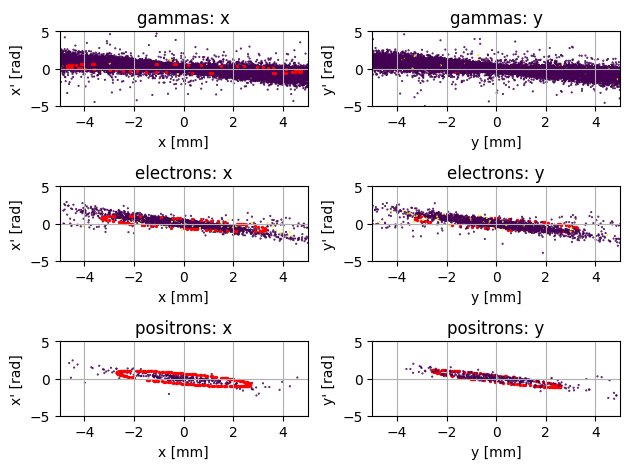 gammas: x
gammas: y
5
0
−5
x' [rad]
−4 −2 0 2 4
x [mm]
5
0
−5
y' [rad]
−4 −2 0 2 4
y [mm]
electrons: x
electrons: y
5
0
−5
x' [rad]
−4 −2 0 2 4
x [mm]
5
0
−5
y' [rad]
−4 −2 0 2 4
y [mm]
positrons: x
positrons: y
5
0
−5
x' [rad]
−4 −2 0 2 4
x [mm]
5
0
−5
y' [rad]
−4 −2 0 2 4
y [mm]